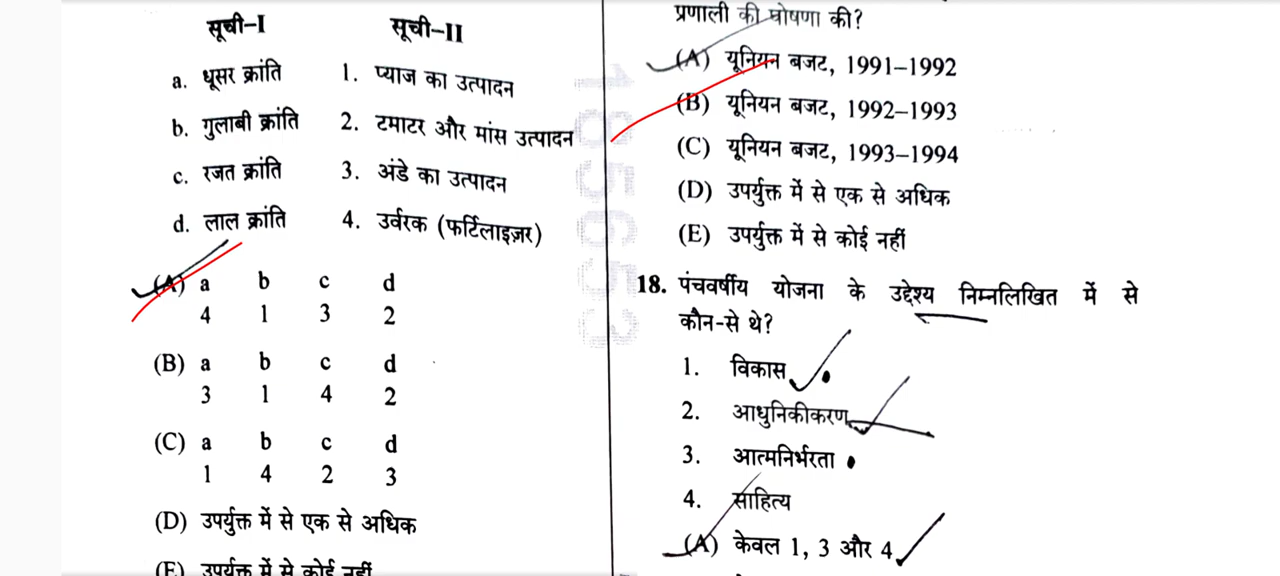 सूची–I सूची–II
a. धूसर क्रांति 1. प्याज का उत्पादन
b. गुलाबी क्रांति 2. टमाटर और मांस उत्पादन
c. रजत क्रांति 3. अंडे का उत्पादन
d. लाल क्रांति 4. उर्वरक (फर्टिलाइज़र)
(A) a b c d
4 1 3 2
(B) a b c d
3 1 4 2
(C) a b c d
1 4 2 3
(D) उपर्युक्त में से एक से अधिक
(E) उपर्युक्त में से कोई नहीं
प्रणाली की घोषणा की?
(A) यूनियन बजट, 1991–1992
(B) यूनियन बजट, 1992–1993
(C) यूनियन बजट, 1993–1994
(D) उपर्युक्त में से एक से अधिक
(E) उपर्युक्त में से कोई नहीं
18. पंचवर्षीय योजना के उद्देश्य निम्नलिखित में से
कौन-से थे?
1. विकास
2. आधुनिकीकरण
3. आत्मनिर्भरता
4. साहित्य
(A) केवल 1, 3 और 4